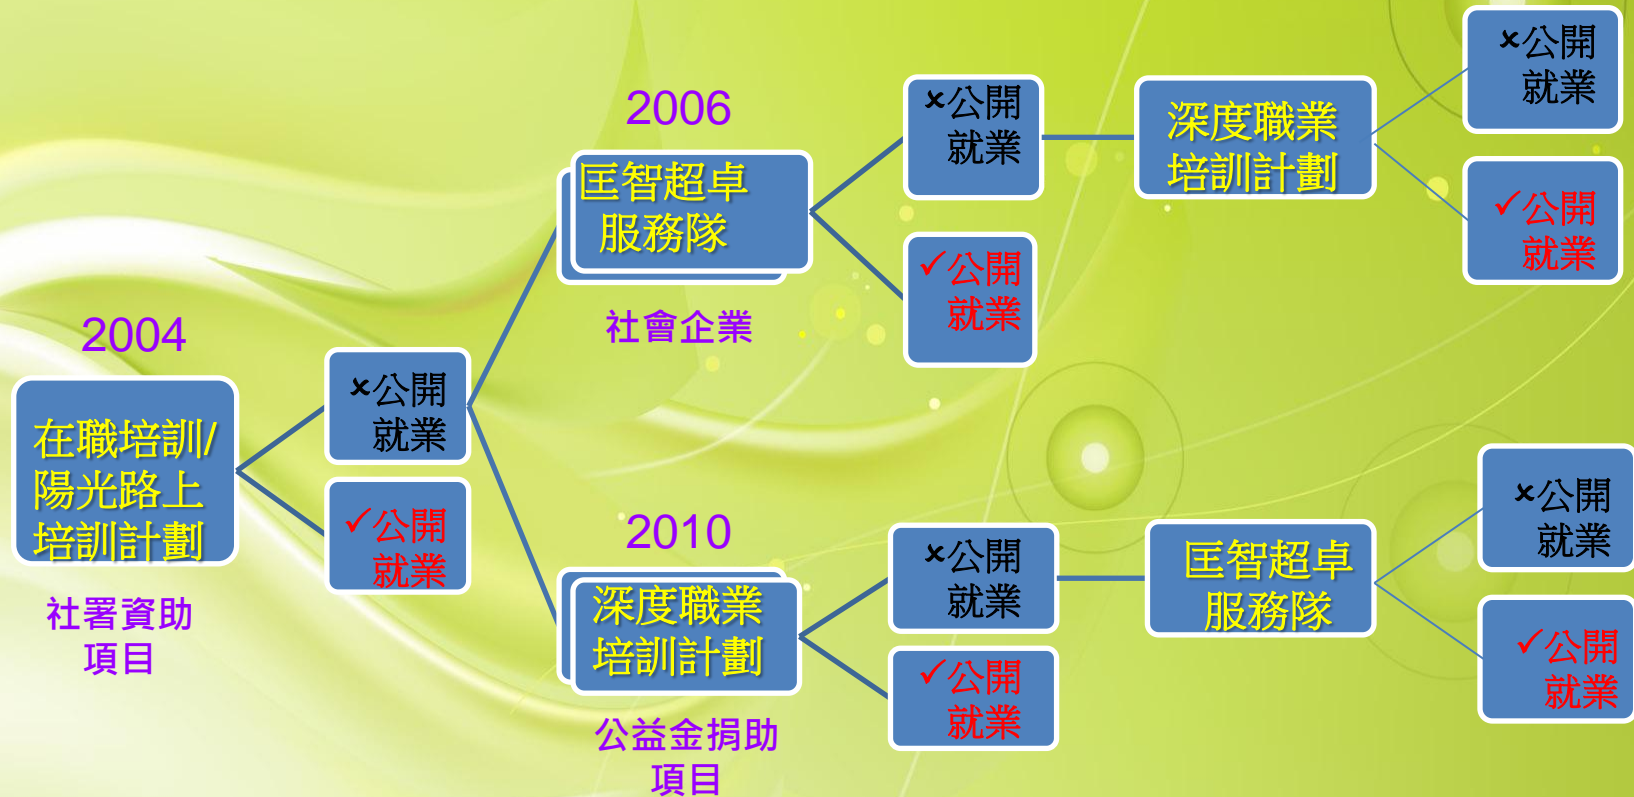 2004
在職培訓/
陽光路上
培訓計劃
社署資助
項目
×公開
就業
✓公開
就業
2006
匡智超卓
服務隊
社會企業
×公開
就業
✓公開
就業
深度職業
培訓計劃
×公開
就業
✓公開
就業
2010
深度職業
培訓計劃
公益金捐助
項目
×公開
就業
✓公開
就業
匡智超卓
服務隊
×公開
就業
✓公開
就業